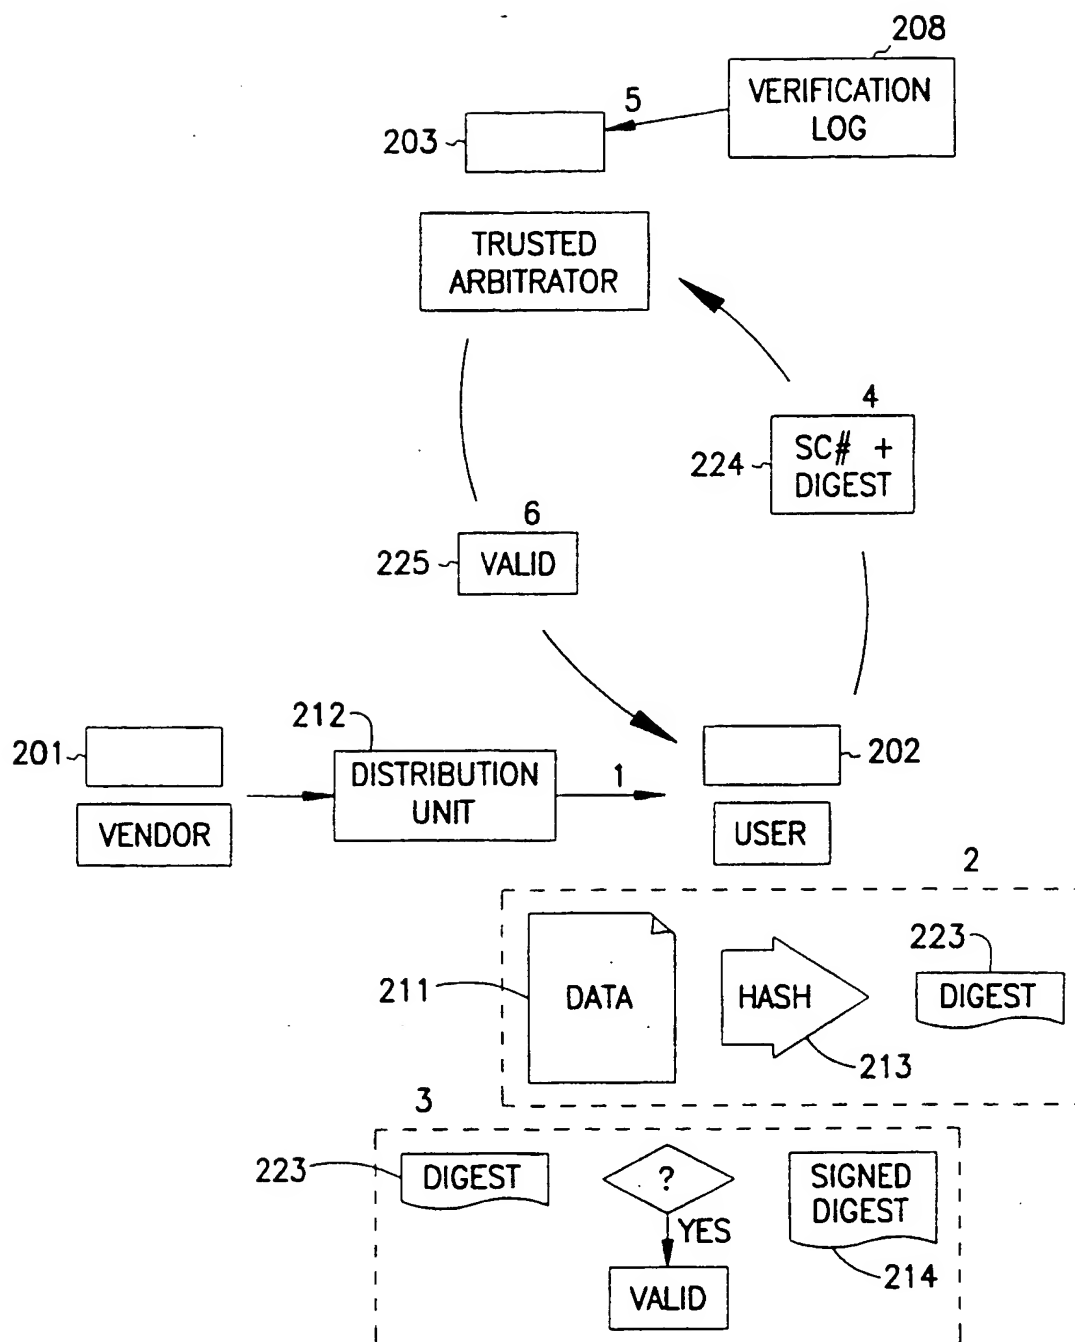 208
VERIFICATION
LOG
5
203
TRUSTED
ARBITRATOR
4
SC# +
DIGEST
224
6
VALID
225
212
201
DISTRIBUTION
UNIT
1
202
VENDOR
USER
2
223
211
DATA
HASH
DIGEST
213
3
223
DIGEST
?
SIGNED
DIGEST
YES
214
VALID